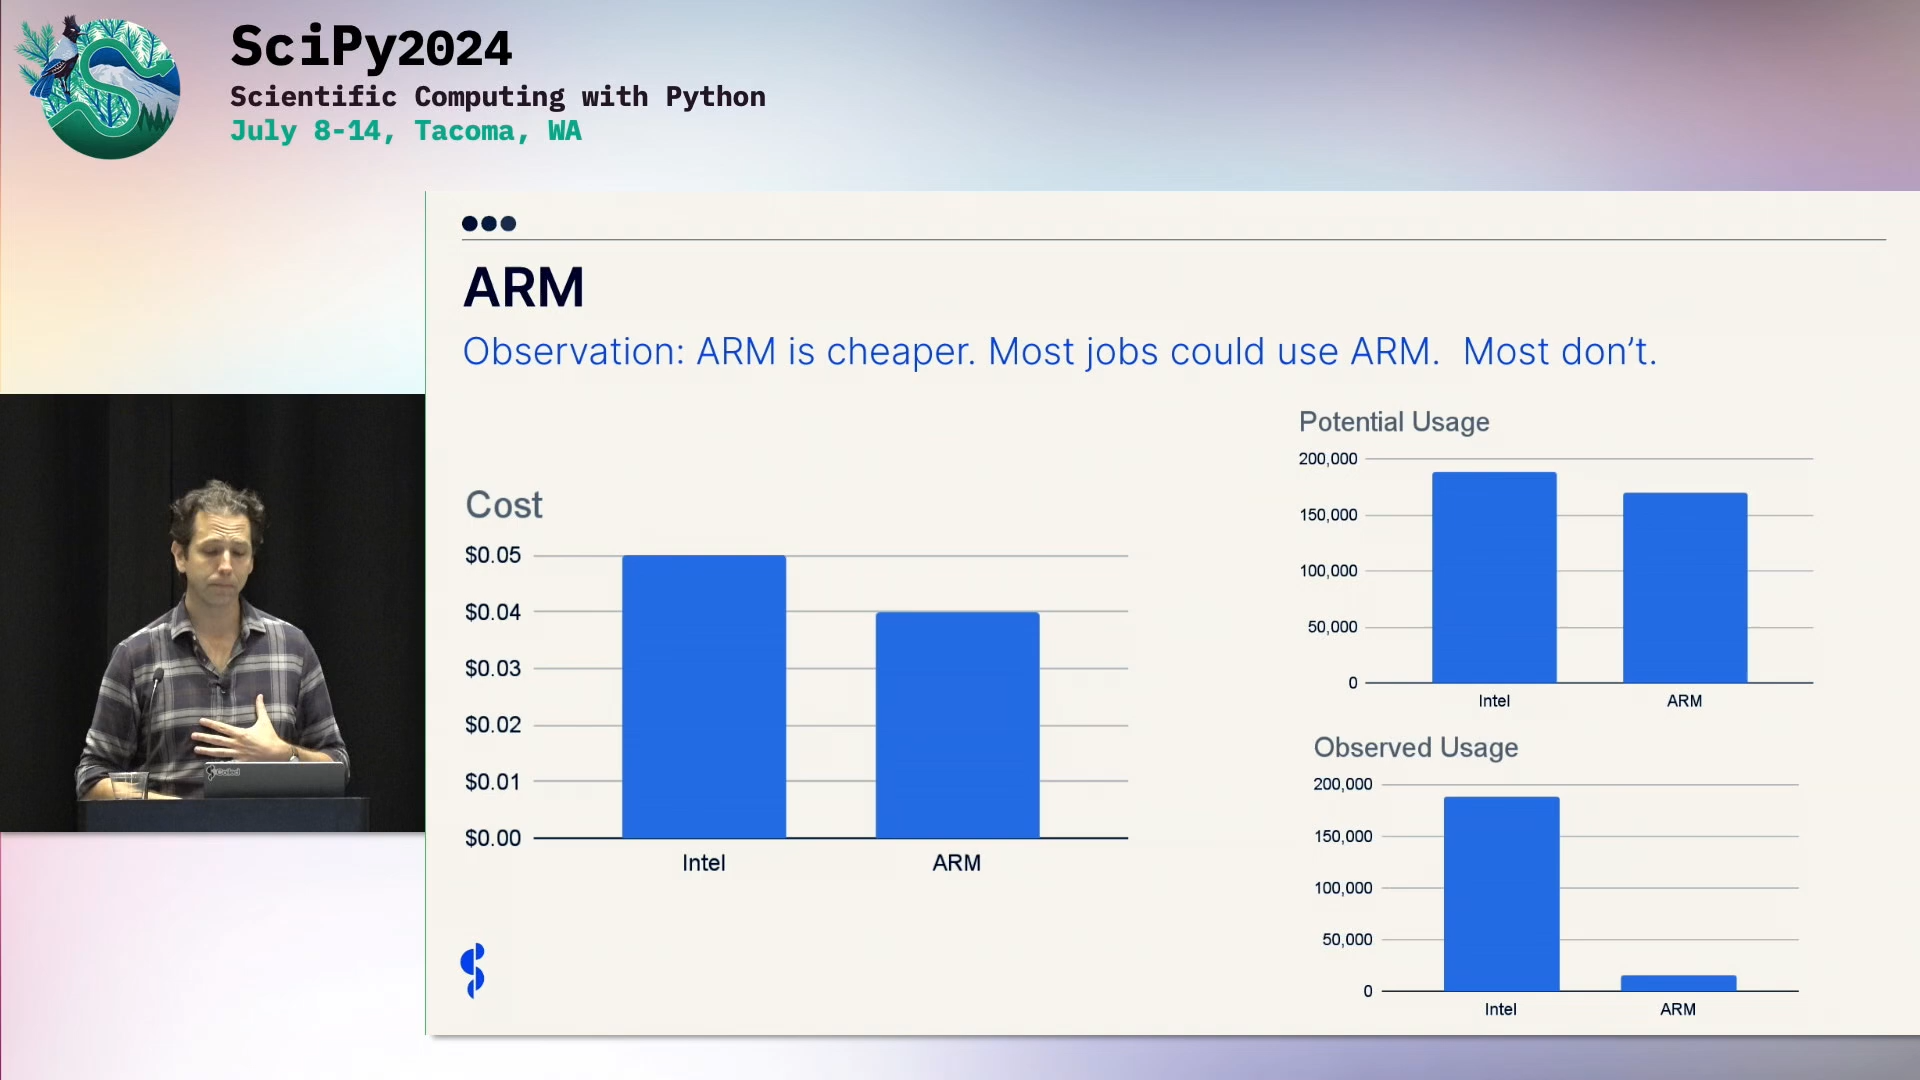 SciPy2024
Scientific Computing with Python
July 8-14, Tacoma, WA
ARM
Observation: ARM is cheaper. Most jobs could use ARM.  Most don’t.
Cost
$0.05
$0.04
$0.03
$0.02
$0.01
$0.00
Intel
ARM
Potential Usage
200,000
150,000
100,000
50,000
0
Intel
ARM
Observed Usage
200,000
150,000
100,000
50,000
0
Intel
ARM
Coiled